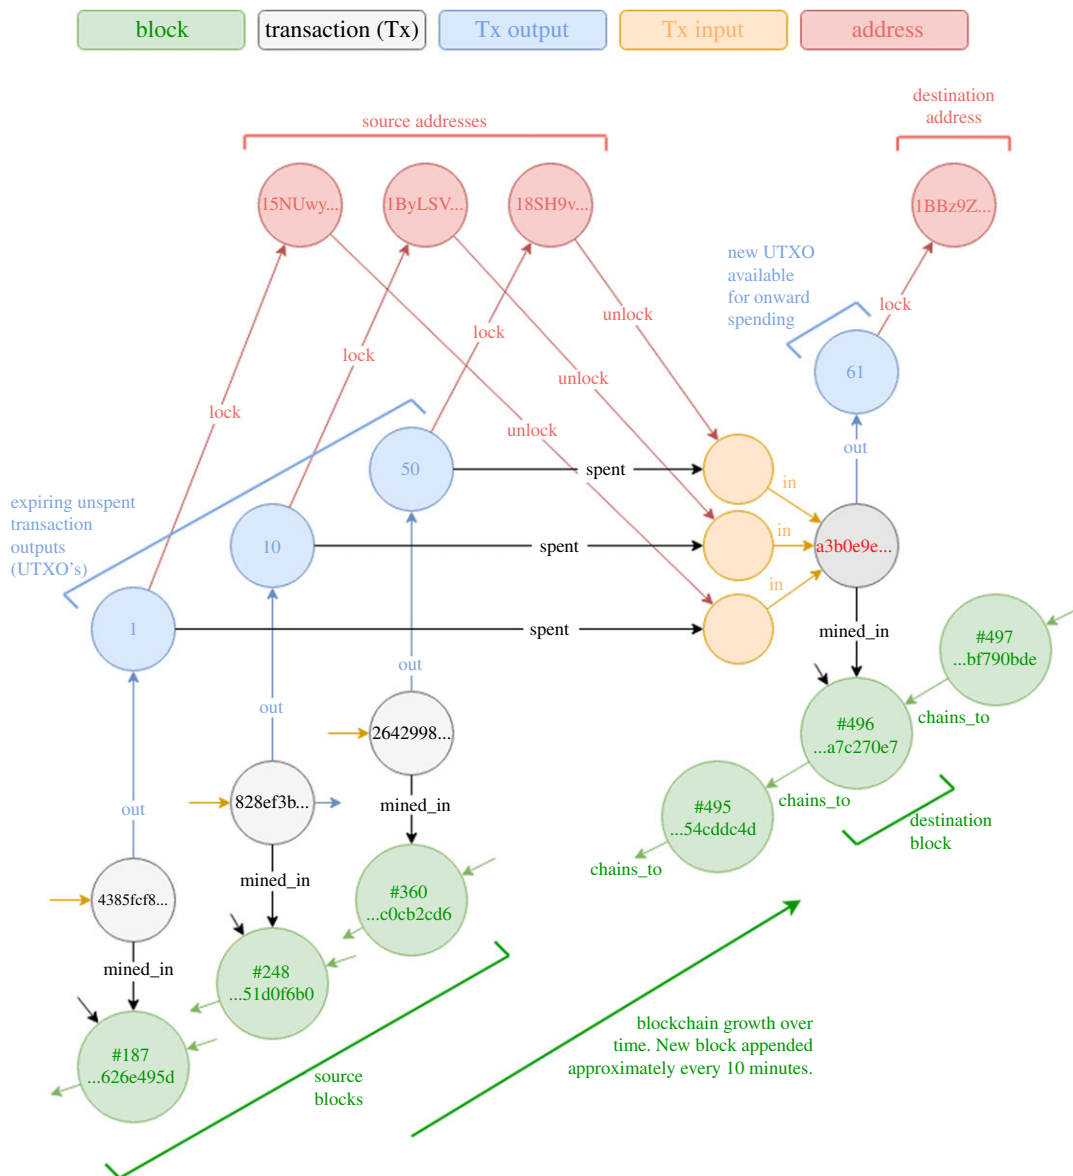 block
transaction (Tx)
Tx output
Tx input
address
source addresses
destination
address
15NUwy...
1ByLSV...
18SH9v...
1BBz9Z...
new UTXO
available
for onward
spending
lock
unlock
lock
lock
61
unlock
lock
unlock
out
50
spent
in
expiring unspent
transaction
outputs
(UTXO's)
10
spent
in
a3b0e9e...
in
1
spent
mined_in
#497
...bf790bde
out
out
chains_to
2642998...
#496
...a7c270e7
828ef3b...
mined_in
out
chains_to
#495
...54cddc4d
destination
block
chains_to
mined_in
#360
...c0cb2cd6
4385fcf8...
mined_in
#248
...51d0f6b0
#187
...626e495d
source
blocks
blockchain growth over
time. New block appended
approximately every 10 minutes.